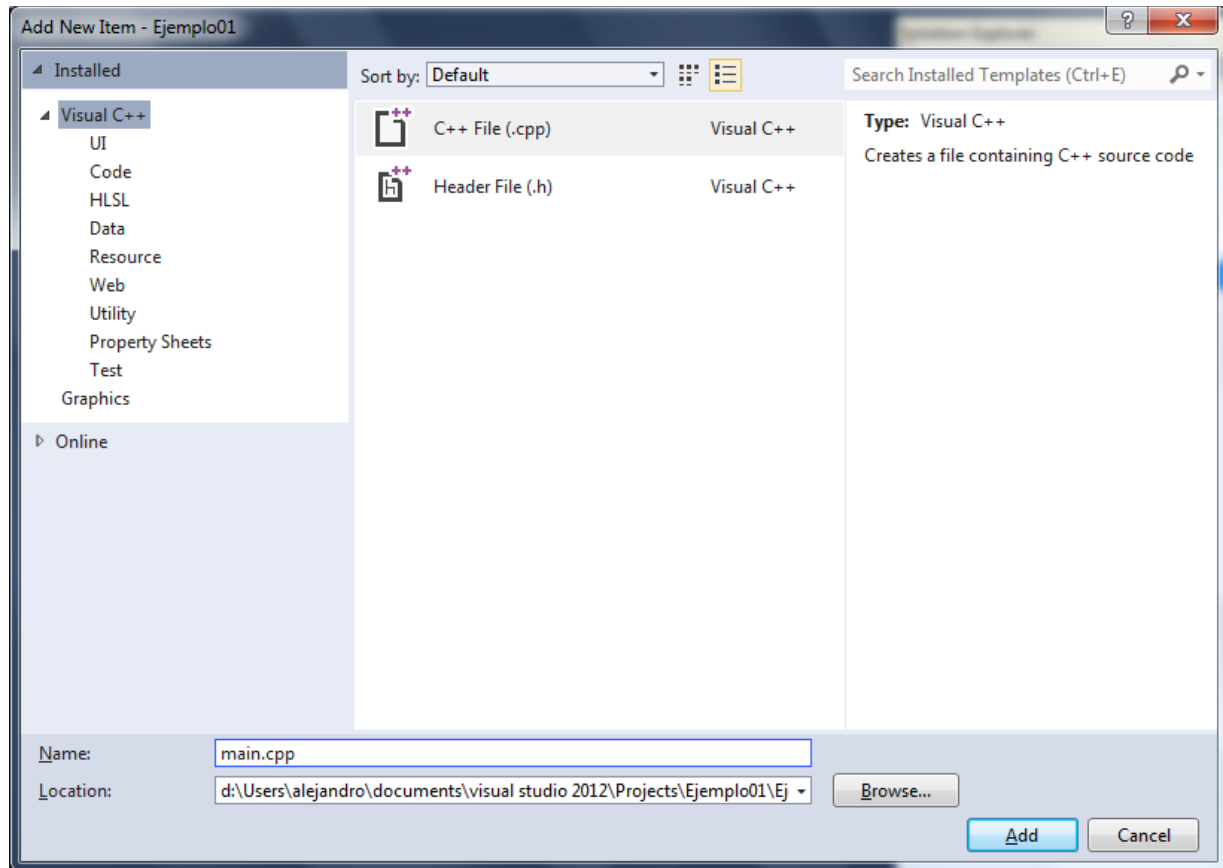 Add New Item - Ejemplo01
Installed
Sort by: Default
Search Installed Templates (Ctrl+E)
Visual C++
UI
Code
HLSL
Data
Resource
Web
Utility
Property Sheets
Test
Graphics
Online
C++ File (.cpp) Visual C++
Header File (.h) Visual C++
Type: Visual C++
Creates a file containing C++ source code
Name: main.cpp
Location: d:\Users\alejandro\documents\visual studio 2012\Projects\Ejemplo01\Ej
Browse...
Add Cancel